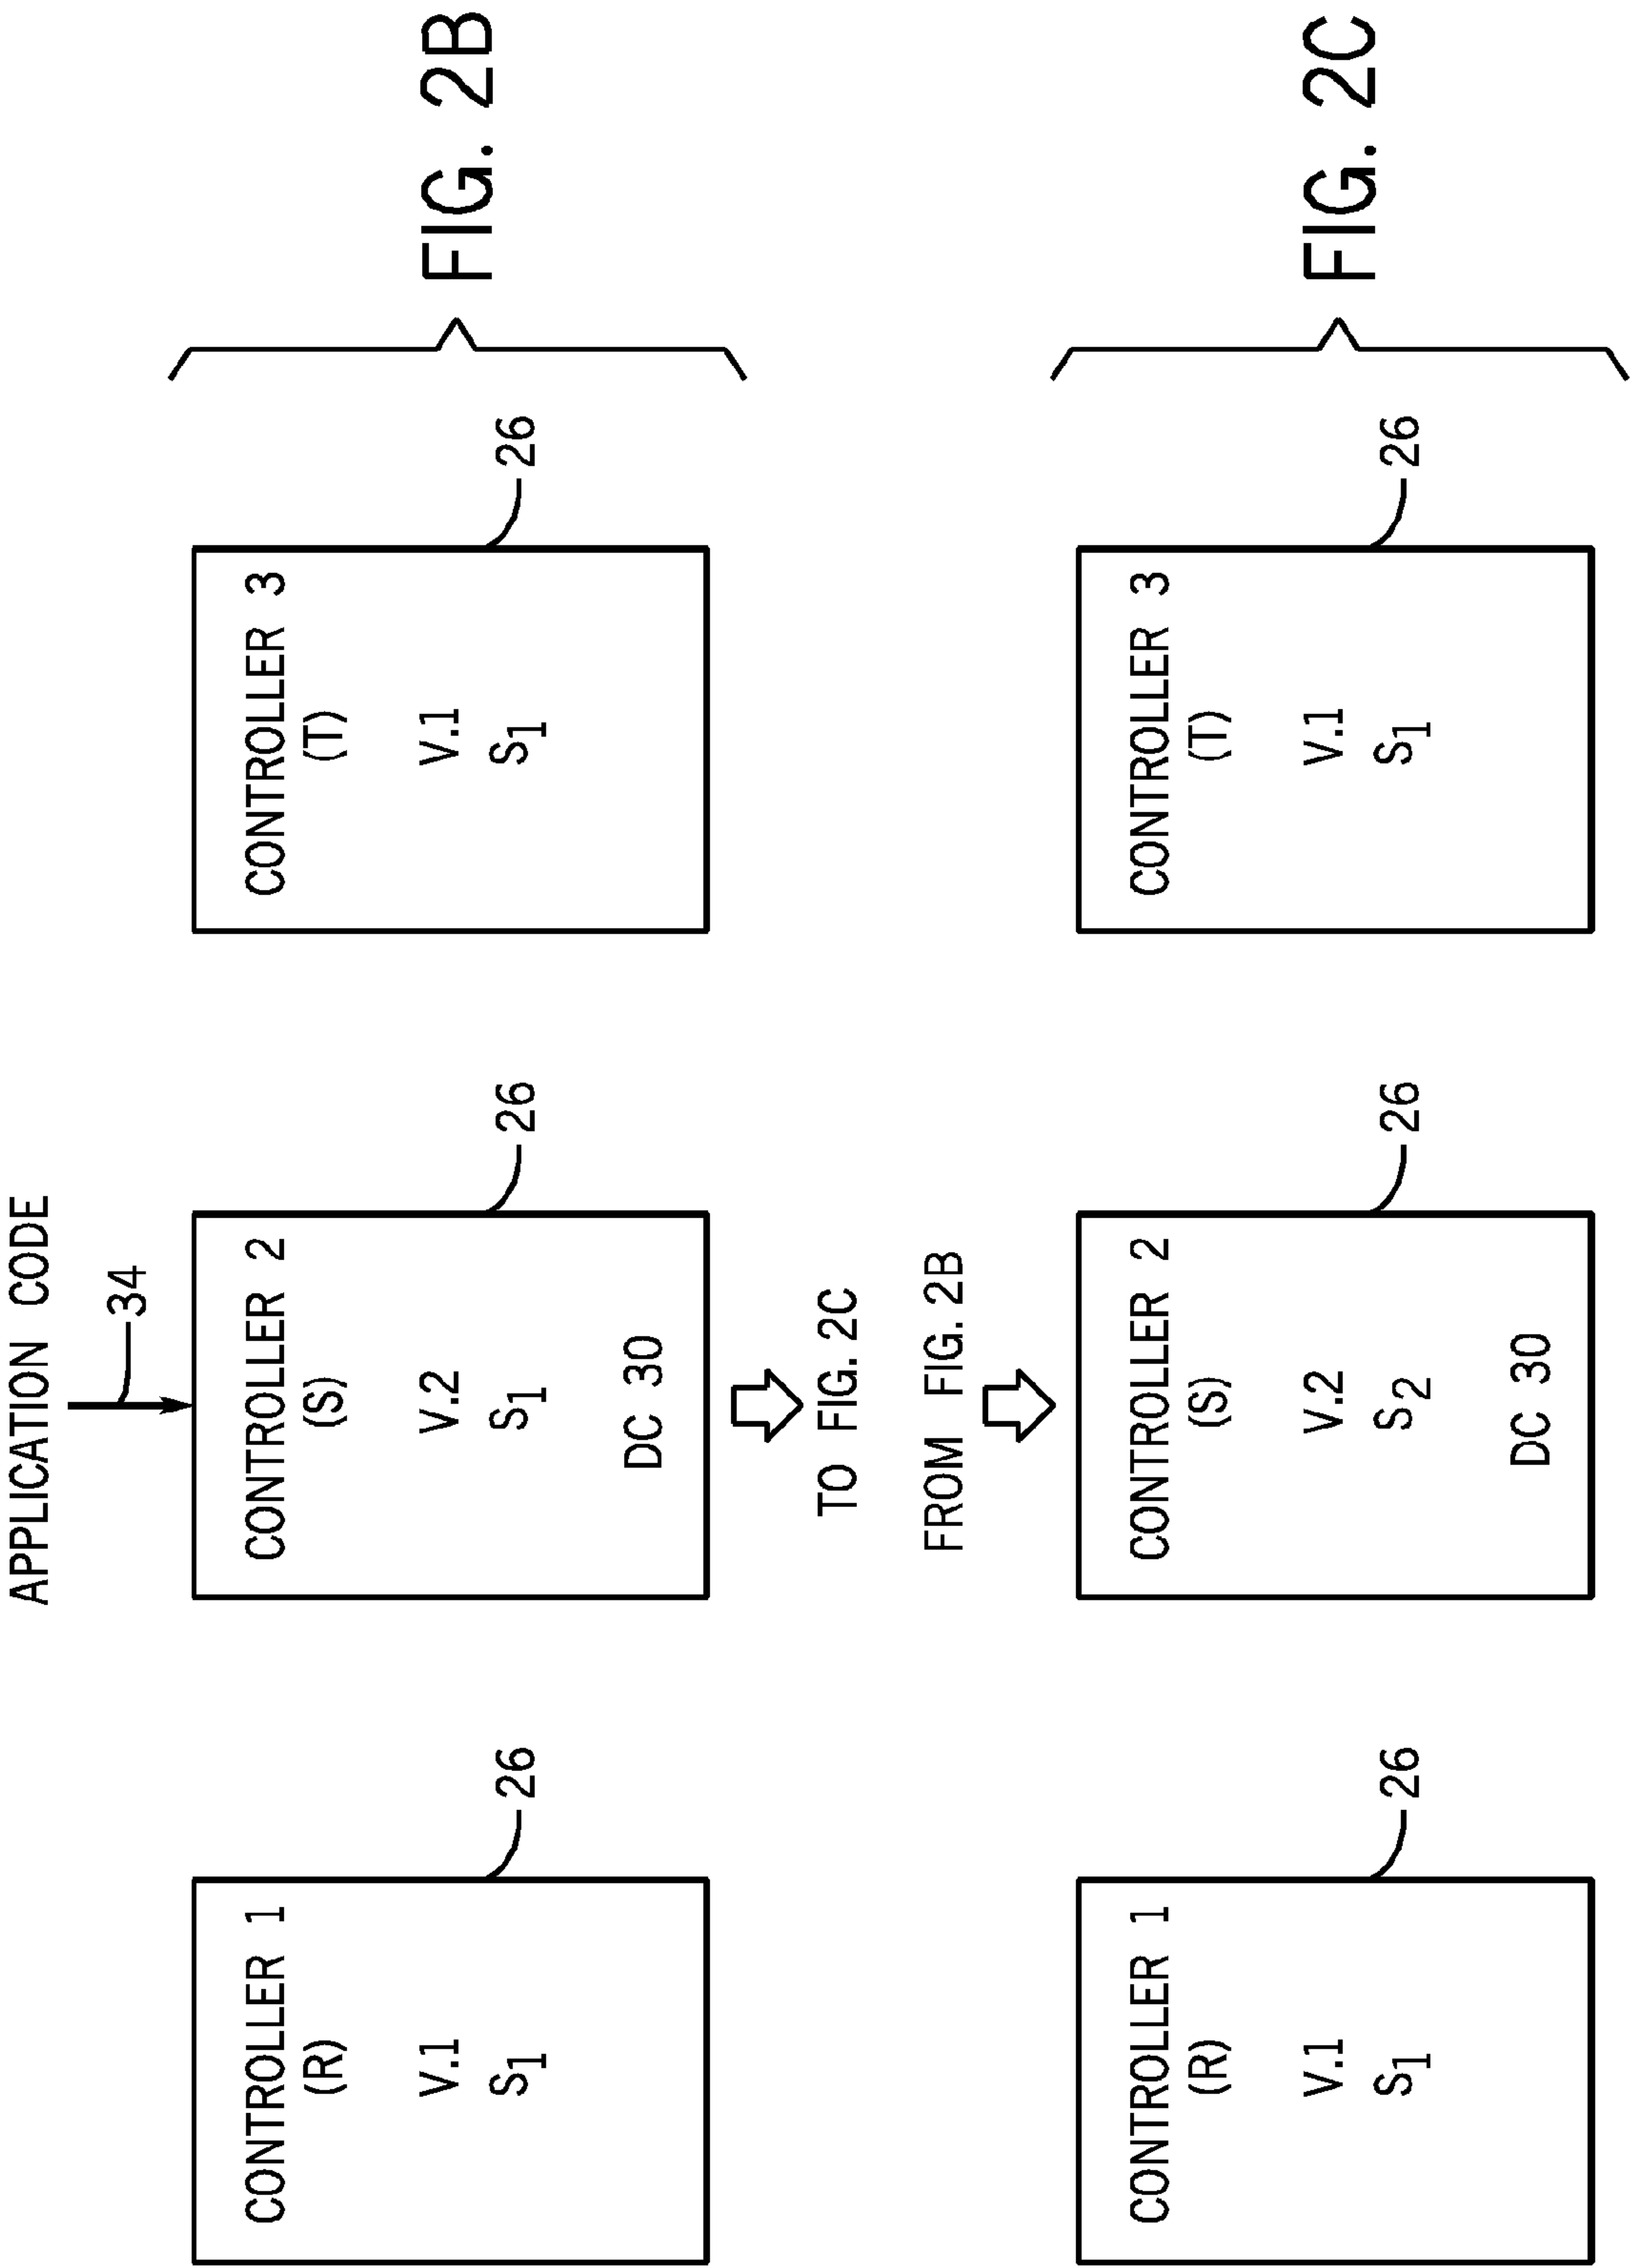 APPLICATION CODE
34
CONTROLLER 1
(R)
V.1
S1
26
CONTROLLER 2
(S)
V.2
S1
DC 30
26
CONTROLLER 3
(T)
V.1
S1
26
FIG. 2B
TO FIG. 2C
FROM FIG. 2B
CONTROLLER 1
(R)
V.1
S1
26
CONTROLLER 2
(S)
V.2
S2
DC 30
26
CONTROLLER 3
(T)
V.1
S1
26
FIG. 2C